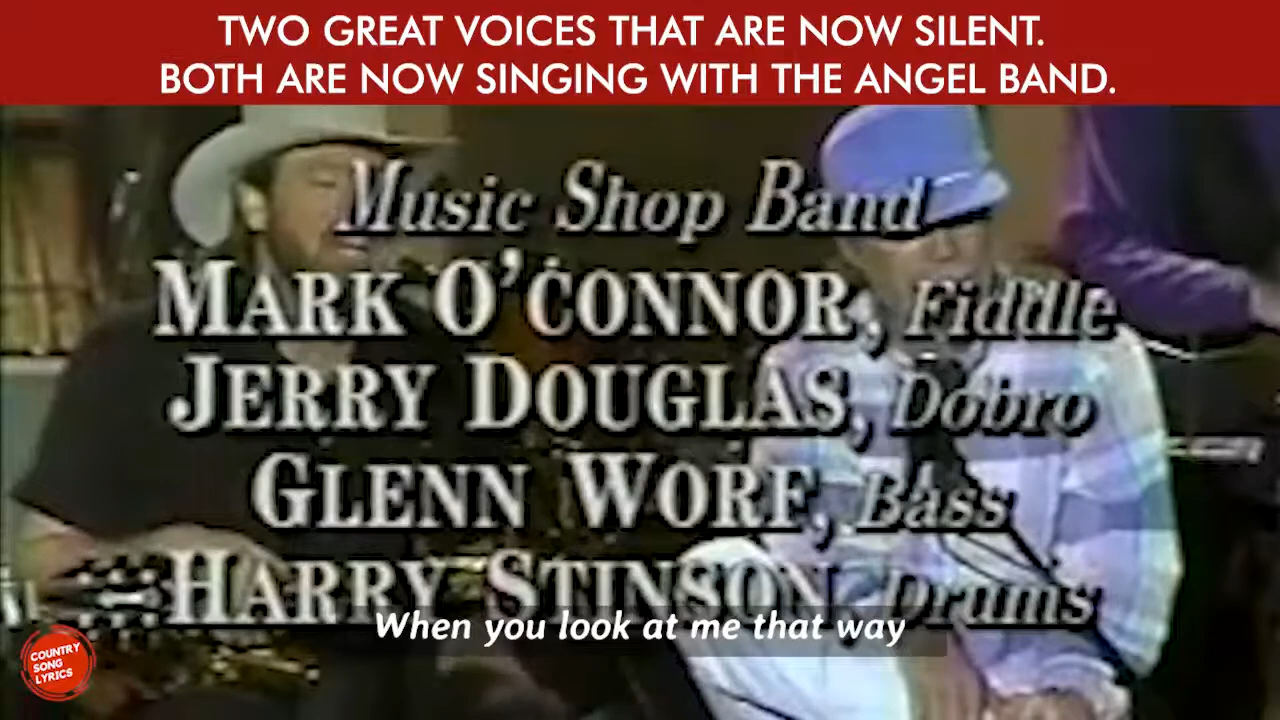 TWO GREAT VOICES THAT ARE NOW SILENT.
BOTH ARE NOW SINGING WITH THE ANGEL BAND.
Music Shop Band
MARK O'CONNOR, Fiddle
JERRY DOUGLAS, Dobro
GLENN WORF, Bass
HARRY STINSON, Drums
When you look at me that way
COUNTRY
SONG
LYRICS